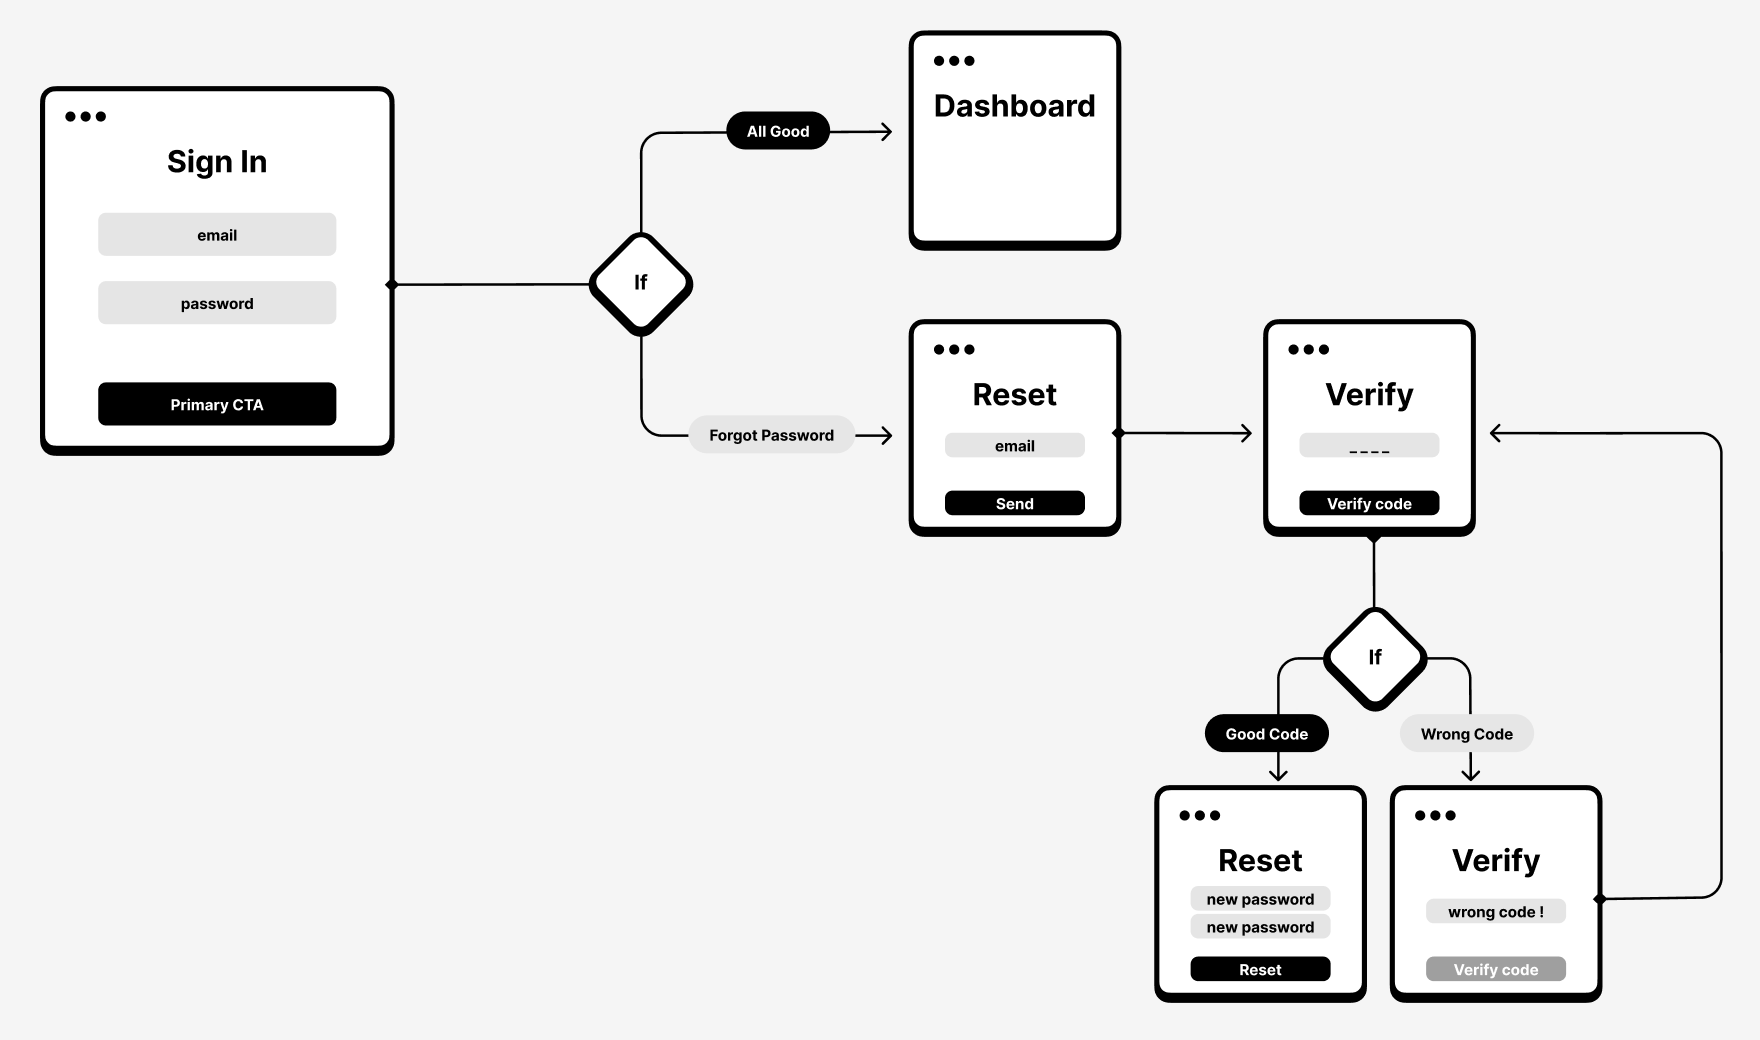 Sign In
email
password
Primary CTA
If
All Good
Dashboard
Forgot Password
Reset
email
Send
Verify
_ _ _ _
Verify code
If
Good Code
Wrong Code
Reset
new password
new password
Reset
Verify
wrong code !
Verify code